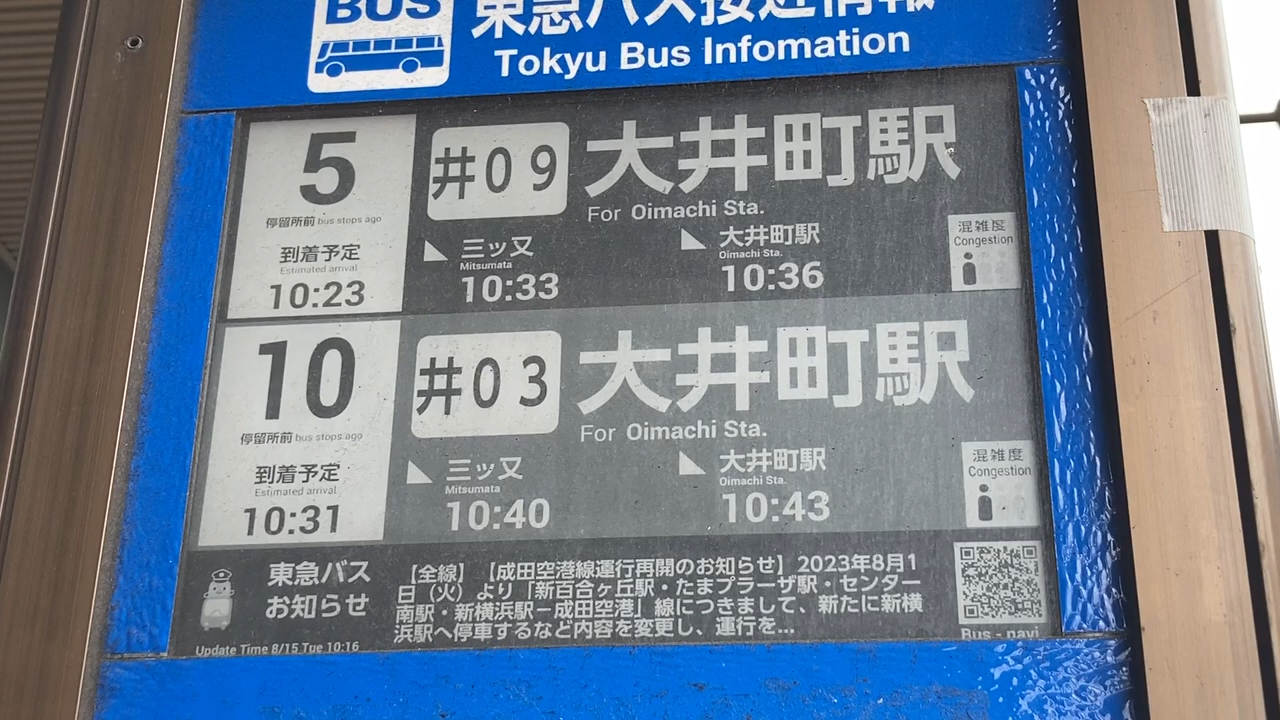 BUS
東急バス接近情報
Tokyu Bus Infomation
5
停留所前 bus stops ago
到着予定
Estimated arrival
10:23
井09
大井町駅
For Oimachi Sta.
三ッ又
Mitsumata
10:33
大井町駅
Oimachi Sta.
10:36
混雑度
Congestion
10
停留所前 bus stops ago
到着予定
Estimated arrival
10:31
井03
大井町駅
For Oimachi Sta.
三ッ又
Mitsumata
10:40
大井町駅
Oimachi Sta.
10:43
混雑度
Congestion
東急バス
お知らせ
【全線】【成田空港線運行再開のお知らせ】2023年8月1
日（火）より「新百合ヶ丘駅・たまプラーザ駅・センター
南駅・新横浜駅－成田空港」線につきまして、新たに新横
浜駅へ停車するなど内容を変更し、運行を...
Bus - navi
Update Time 8/15 Tue 10:16